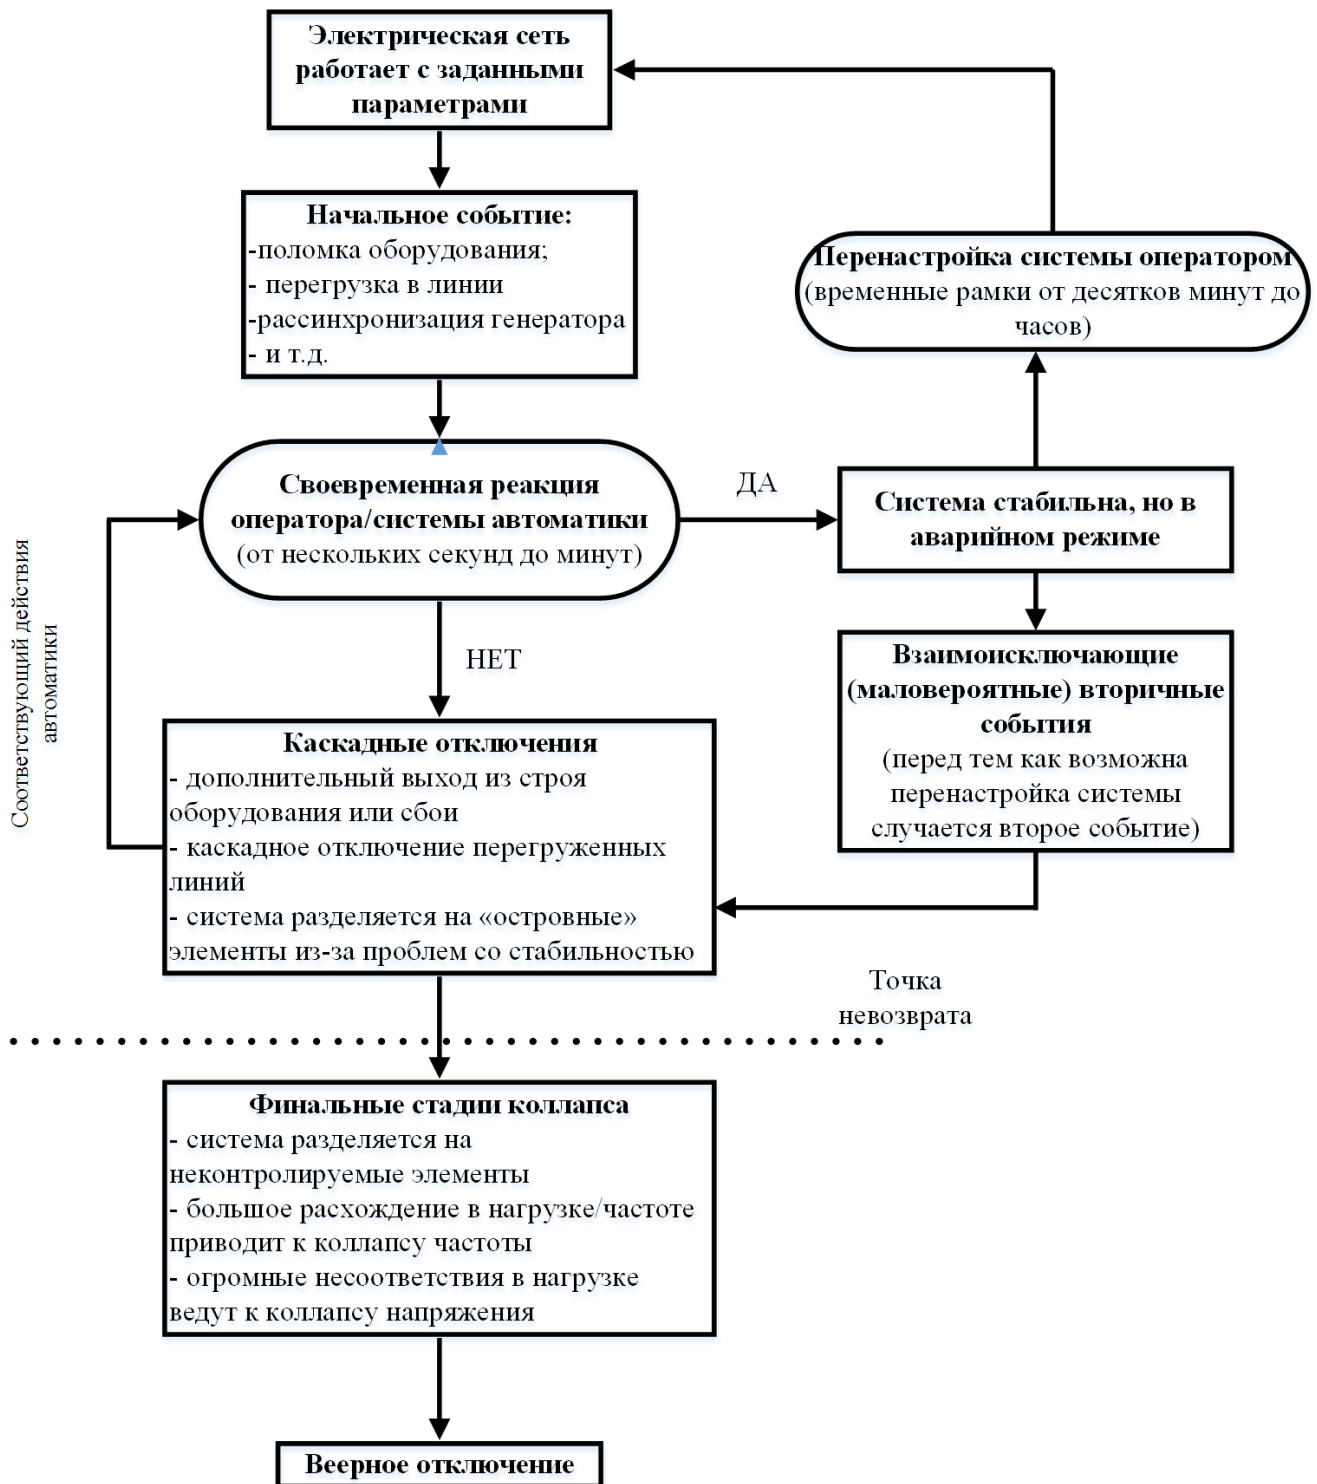 Электрическая сеть
работает с заданными
параметрами
Начальное событие:
-поломка оборудования;
- перегрузка в линии
-рассинхронизация генератора
- и т.д.
Перенастройка системы оператором
(временные рамки от десятков минут до
часов)
Своевременная реакция
оператора/системы автоматики
(от нескольких секунд до минут)
ДА
Система стабильна, но в
аварийном режиме
НЕТ
Соответствующий действия
автоматики
Взаимоисключающие
(маловероятные) вторичные
события
(перед тем как возможна
перенастройка системы
случается второе событие)
Каскадные отключения
- дополнительный выход из строя
оборудования или сбои
- каскадное отключение перегруженных
линий
- система разделяется на «островные»
элементы из-за проблем со стабильностью
Точка
невозврата
Финальные стадии коллапса
- система разделяется на
неконтролируемые элементы
- большое расхождение в нагрузке/частоте
приводит к коллапсу частоты
- огромные несоответствия в нагрузке
ведут к коллапсу напряжения
Веерное отключение